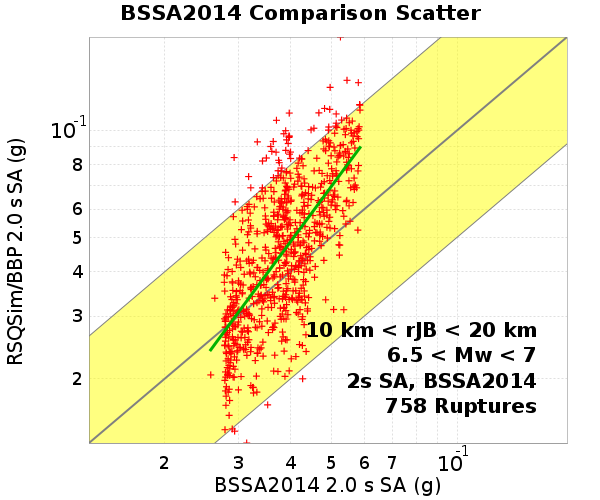 BSSA2014 Comparison Scatter
RSQSim/BBP 2.0 s SA (g)
10-1
8
6
5
4
3
2
10 km < rJB < 20 km
6.5 < Mw < 7
2s SA, BSSA2014
758 Ruptures
2 3 4 5 6 7 10-1
BSSA2014 2.0 s SA (g)